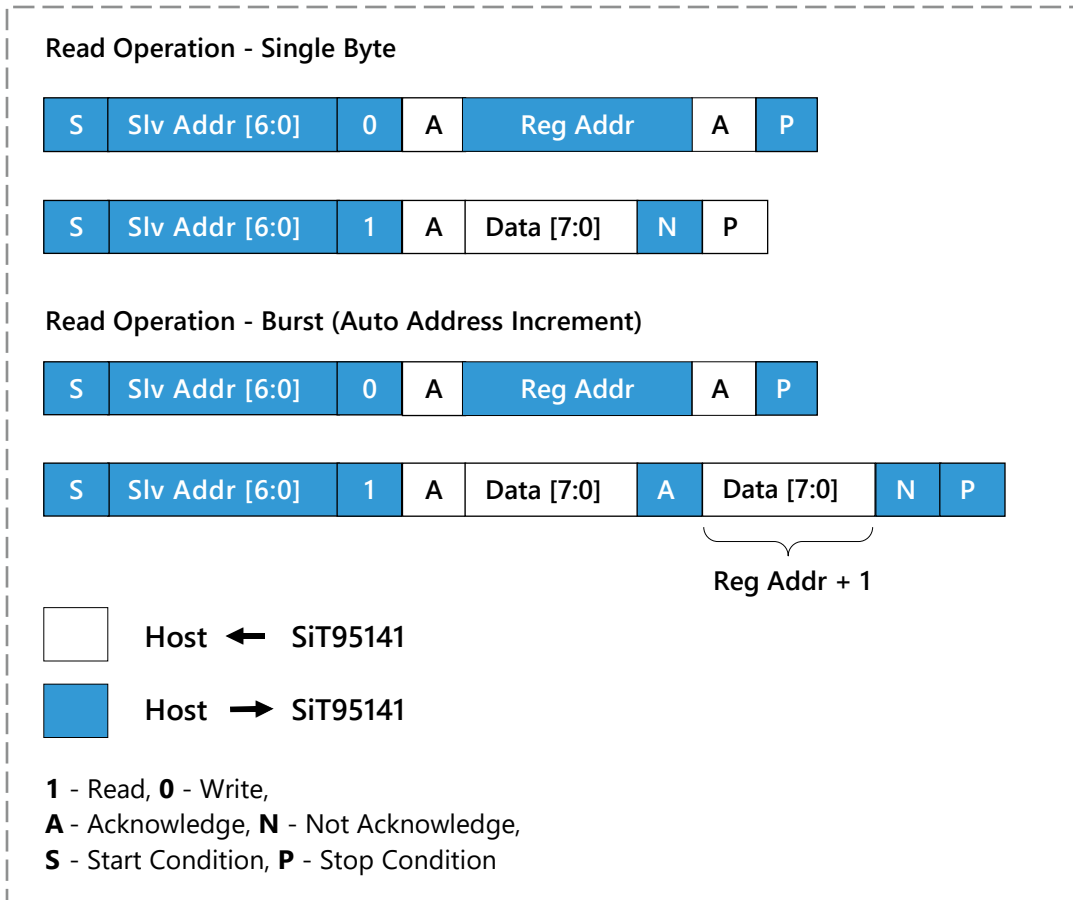 Read Operation - Single Byte
S Slv Addr [6:0] 0 A Reg Addr A P
S Slv Addr [6:0] 1 A Data [7:0] N P
Read Operation - Burst (Auto Address Increment)
S Slv Addr [6:0] 0 A Reg Addr A P
S Slv Addr [6:0] 1 A Data [7:0] A Data [7:0] N P
Reg Addr + 1
Host ← SiT95141
Host → SiT95141
1 - Read, 0 - Write,
A - Acknowledge, N - Not Acknowledge,
S - Start Condition, P - Stop Condition